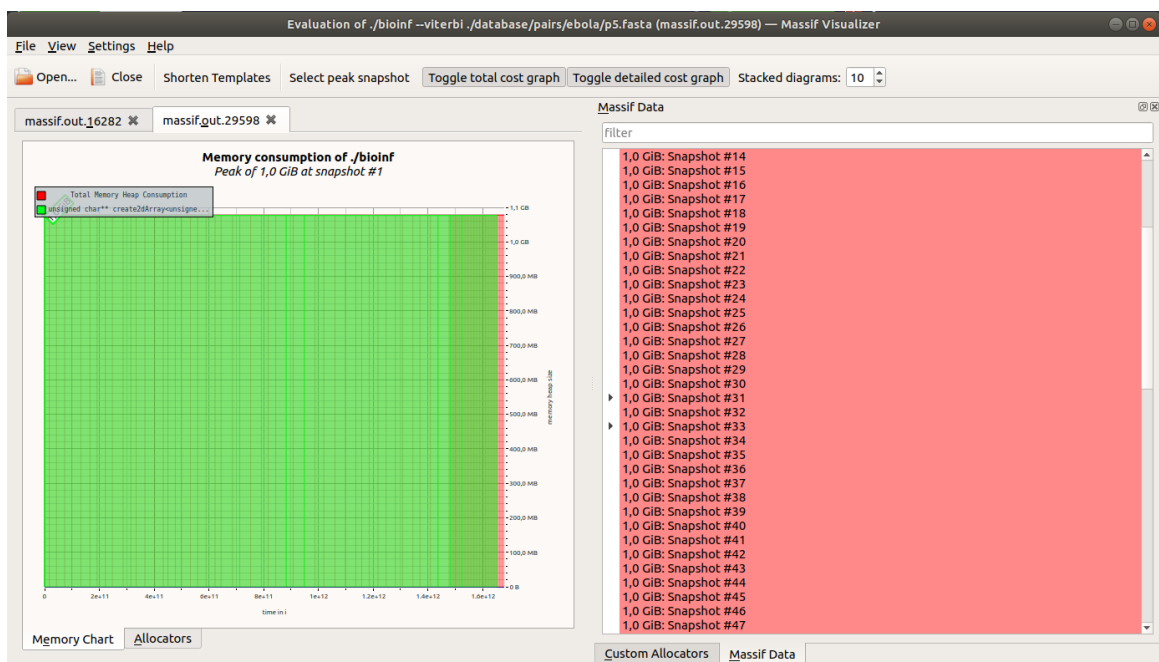 Evaluation of ./bioinf --viterbi ./database/pairs/ebola/p5.fasta (massif.out.29598) — Massif Visualizer
File View Settings Help
Open... Close Shorten Templates Select peak snapshot Toggle total cost graph Toggle detailed cost graph Stacked diagrams: 10
massif.out.16282 massif.out.29598
Memory consumption of ./bioinf
Peak of 1,0 GiB at snapshot #1
Total Memory Heap Consumption
unsigned char** create2dArray<unsigne...
1,1 GB
1,0 GB
900,0 MB
800,0 MB
700,0 MB
600,0 MB
500,0 MB
400,0 MB
300,0 MB
200,0 MB
100,0 MB
0 B
memory heap size
0 2e+11 4e+11 6e+11 8e+11 1e+12 1.2e+12 1.4e+12 1.6e+12
time in i
Memory Chart Allocators
Massif Data
filter
1,0 GiB: Snapshot #14
1,0 GiB: Snapshot #15
1,0 GiB: Snapshot #16
1,0 GiB: Snapshot #17
1,0 GiB: Snapshot #18
1,0 GiB: Snapshot #19
1,0 GiB: Snapshot #20
1,0 GiB: Snapshot #21
1,0 GiB: Snapshot #22
1,0 GiB: Snapshot #23
1,0 GiB: Snapshot #24
1,0 GiB: Snapshot #25
1,0 GiB: Snapshot #26
1,0 GiB: Snapshot #27
1,0 GiB: Snapshot #28
1,0 GiB: Snapshot #29
1,0 GiB: Snapshot #30
1,0 GiB: Snapshot #31
1,0 GiB: Snapshot #32
1,0 GiB: Snapshot #33
1,0 GiB: Snapshot #34
1,0 GiB: Snapshot #35
1,0 GiB: Snapshot #36
1,0 GiB: Snapshot #37
1,0 GiB: Snapshot #38
1,0 GiB: Snapshot #39
1,0 GiB: Snapshot #40
1,0 GiB: Snapshot #41
1,0 GiB: Snapshot #42
1,0 GiB: Snapshot #43
1,0 GiB: Snapshot #44
1,0 GiB: Snapshot #45
1,0 GiB: Snapshot #46
1,0 GiB: Snapshot #47
Custom Allocators Massif Data